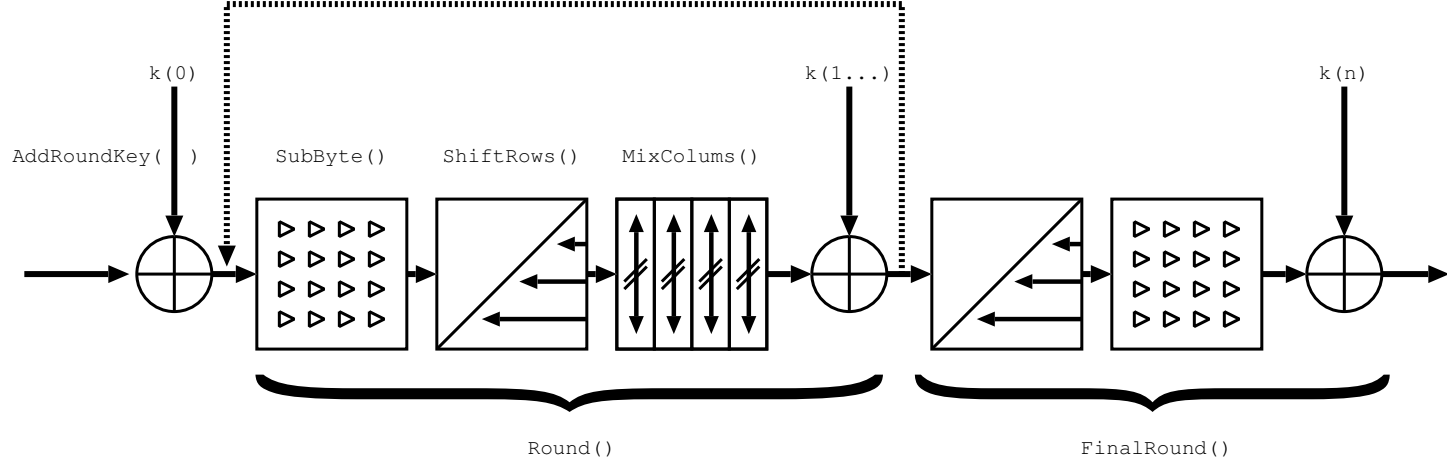 k(0)
k(1...)
k(n)
AddRoundKey( )
SubByte()
ShiftRows()
MixColums()
Round()
FinalRound()